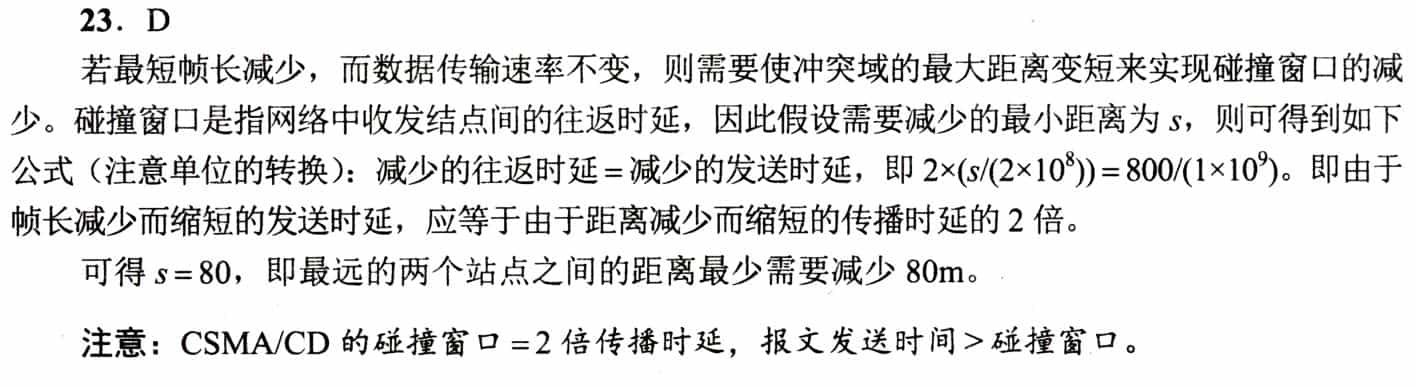 23．D
若最短帧长减少，而数据传输速率不变，则需要使冲突域的最大距离变短来实现碰撞窗口的减
少。碰撞窗口是指网络中收发结点间的往返时延，因此假设需要减少的最小距离为 s，则可得到如下
公式（注意单位的转换）：减少的往返时延＝减少的发送时延，即 2×(s/(2×10⁸))＝800/(1×10⁹)。即由于
帧长减少而缩短的发送时延，应等于由于距离减少而缩短的传播时延的 2 倍。
可得 s＝80，即最远的两个站点之间的距离最少需要减少 80m。
注意：CSMA/CD 的碰撞窗口＝2 倍传播时延，报文发送时间＞碰撞窗口。